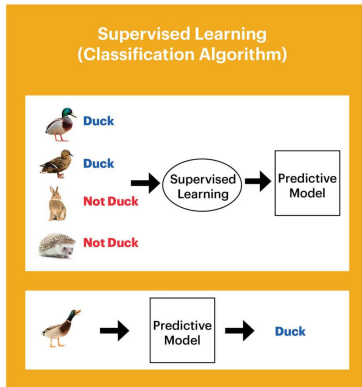 Supervised Learning
(Classification Algorithm)
Duck
Duck
Not Duck
Not Duck
Supervised
Learning
Predictive
Model
Predictive
Model
Duck